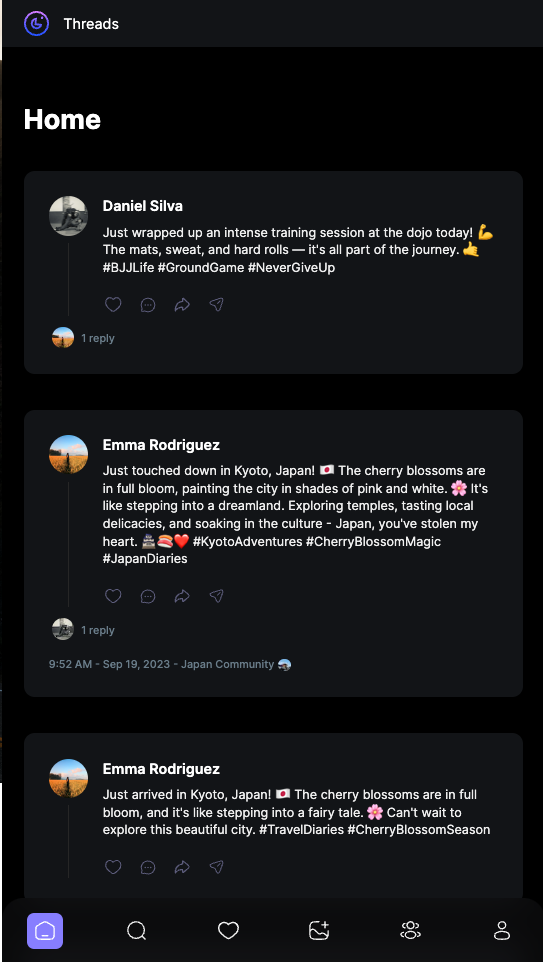 Threads
Home
Daniel Silva
Just wrapped up an intense training session at the dojo today! 💪
The mats, sweat, and hard rolls — it's all part of the journey. 🤙
#BJJLife #GroundGame #NeverGiveUp
1 reply
Emma Rodriguez
Just touched down in Kyoto, Japan! 🇯🇵 The cherry blossoms are
in full bloom, painting the city in shades of pink and white. 🌸 It's
like stepping into a dreamland. Exploring temples, tasting local
delicacies, and soaking in the culture - Japan, you've stolen my
heart. 🏯🍣❤️ #KyotoAdventures #CherryBlossomMagic
#JapanDiaries
1 reply
9:52 AM - Sep 19, 2023 - Japan Community
Emma Rodriguez
Just arrived in Kyoto, Japan! 🇯🇵 The cherry blossoms are in full
bloom, and it's like stepping into a fairy tale. 🌸 Can't wait to
explore this beautiful city. #TravelDiaries #CherryBlossomSeason